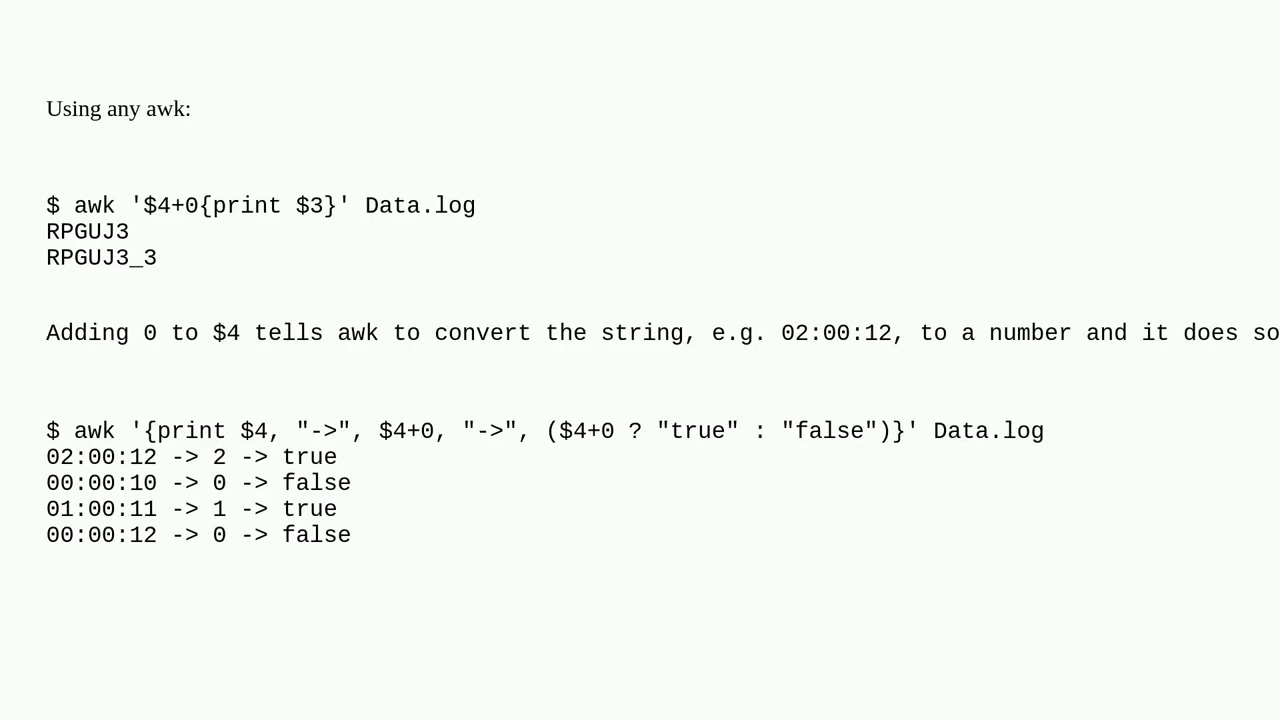 Using any awk:
$ awk '$4+0{print $3}' Data.log
RPGUJ3
RPGUJ3_3
Adding 0 to $4 tells awk to convert the string, e.g. 02:00:12, to a number and it does so
$ awk '{print $4, "->", $4+0, "->", ($4+0 ? "true" : "false")}' Data.log
02:00:12 -> 2 -> true
00:00:10 -> 0 -> false
01:00:11 -> 1 -> true
00:00:12 -> 0 -> false